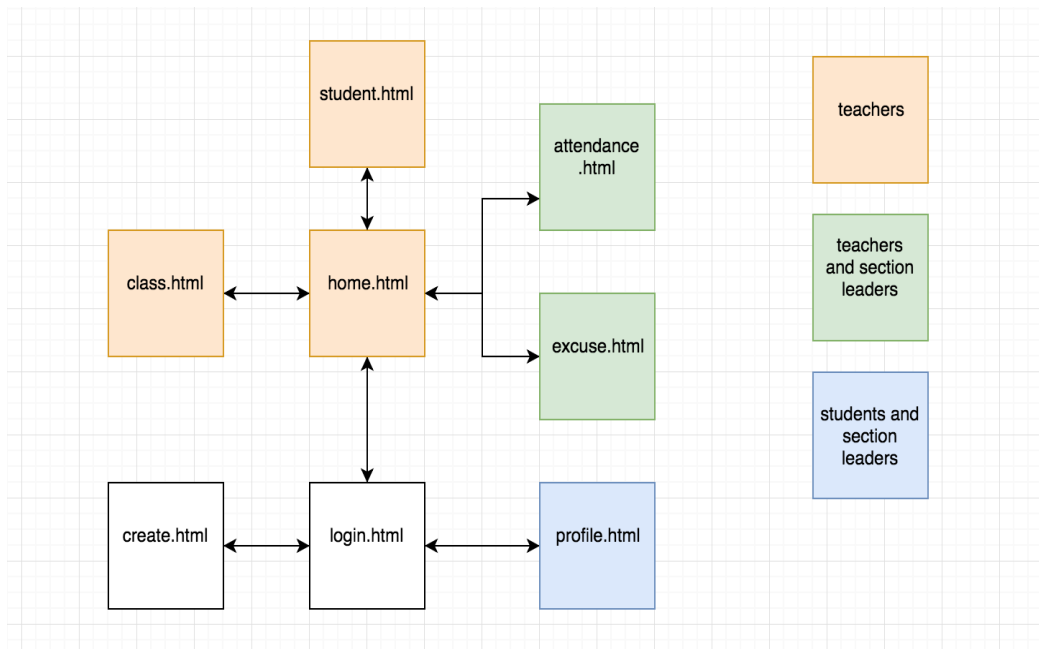 student.html
attendance
.html
teachers
class.html
home.html
teachers
and section
leaders
excuse.html
students and
section
leaders
create.html
login.html
profile.html